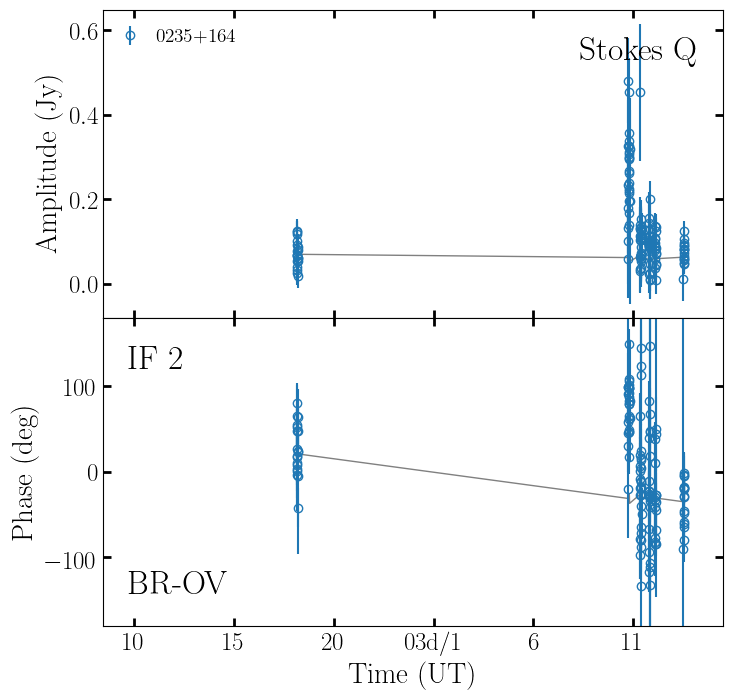 0235+164
Stokes Q
0.6
0.4
0.2
0.0
Amplitude (Jy)
IF 2
100
0
−100
Phase (deg)
BR-OV
10 15 20 03d/1 6 11
Time (UT)